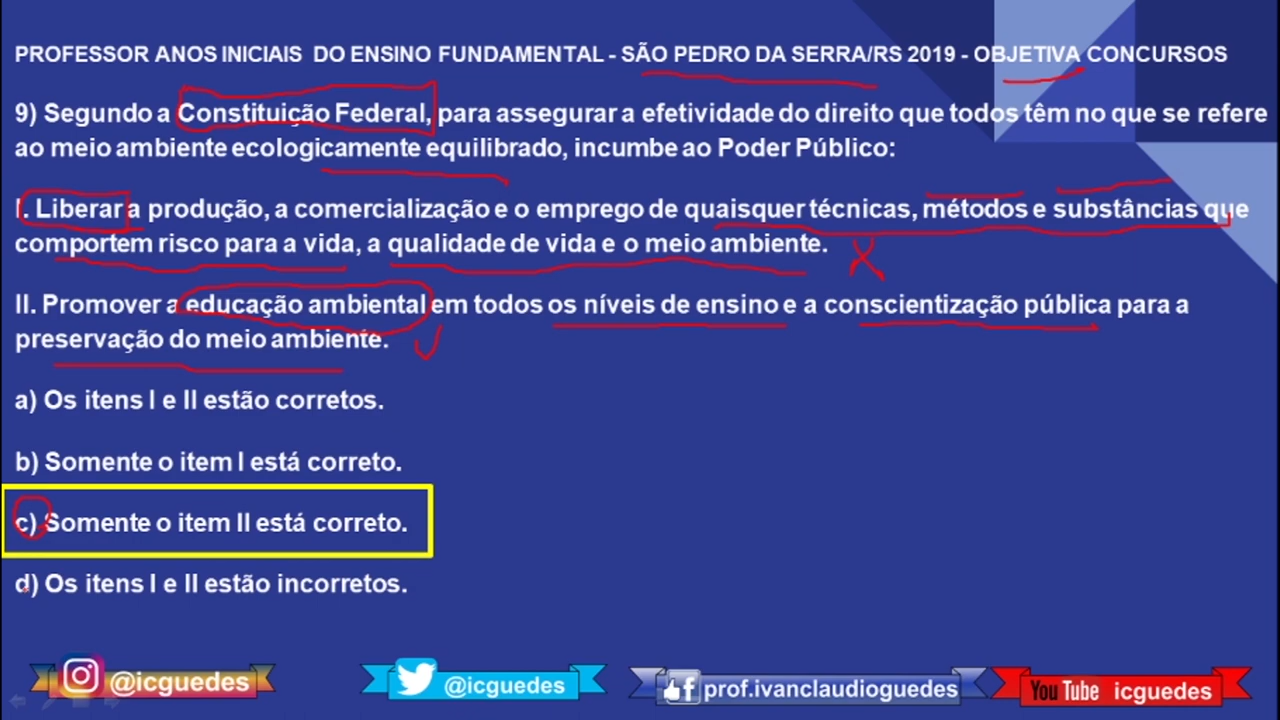 PROFESSOR ANOS INICIAIS DO ENSINO FUNDAMENTAL - SÃO PEDRO DA SERRA/RS 2019 - OBJETIVA CONCURSOS
9) Segundo a Constituição Federal, para assegurar a efetividade do direito que todos têm no que se refere
ao meio ambiente ecologicamente equilibrado, incumbe ao Poder Público:
I. Liberar a produção, a comercialização e o emprego de quaisquer técnicas, métodos e substâncias que
comportem risco para a vida, a qualidade de vida e o meio ambiente.
II. Promover a educação ambiental em todos os níveis de ensino e a conscientização pública para a
preservação do meio ambiente.
a) Os itens I e II estão corretos.
b) Somente o item I está correto.
c) Somente o item II está correto.
d) Os itens I e II estão incorretos.
@icguedes @icguedes prof.ivanclaudioguedes YouTube icguedes